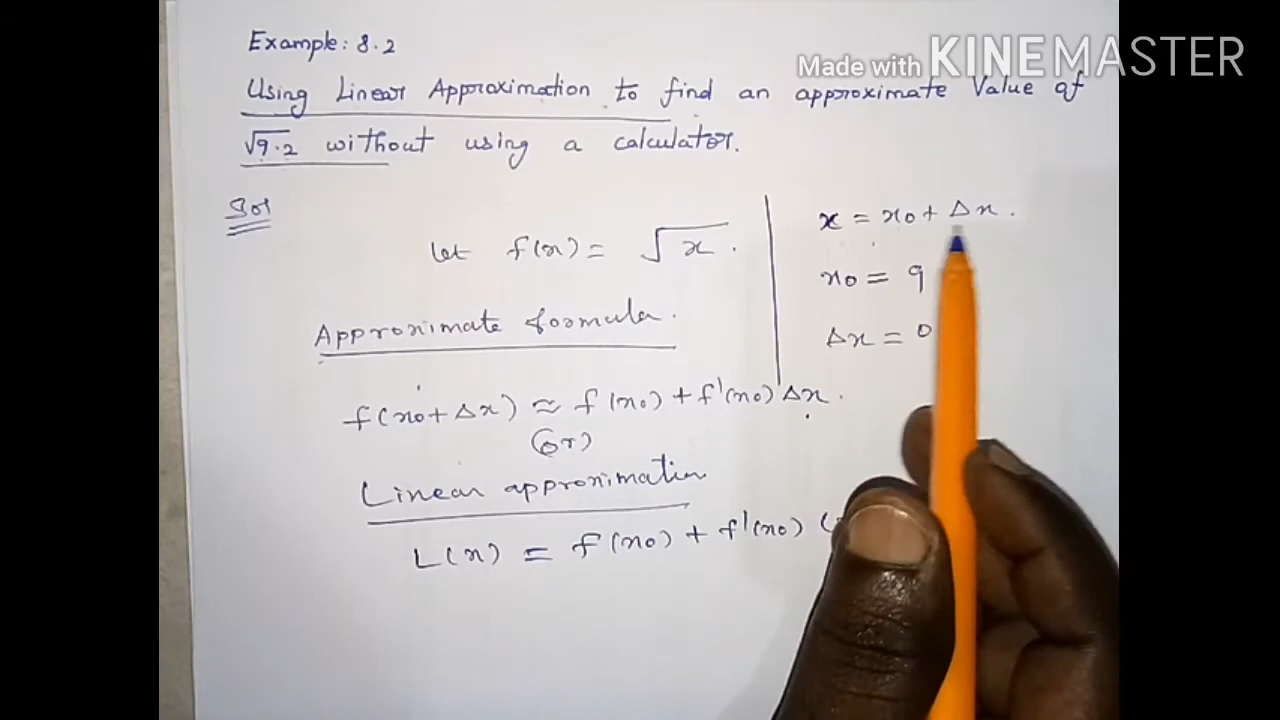 Example: 8.2
Made with KINEMASTER
Using Linear Approximation to find an approximate Value of
√9.2 without using a calculator.
Sol
let f(x) = √x.
x = x₀ + Δx.
x₀ = 9
Δx = 0
Approximate formula.
f(x₀ + Δx) ≈ f(x₀) + f'(x₀) Δx.
(or)
Linear approximation
L(x) = f(x₀) + f'(x₀) (